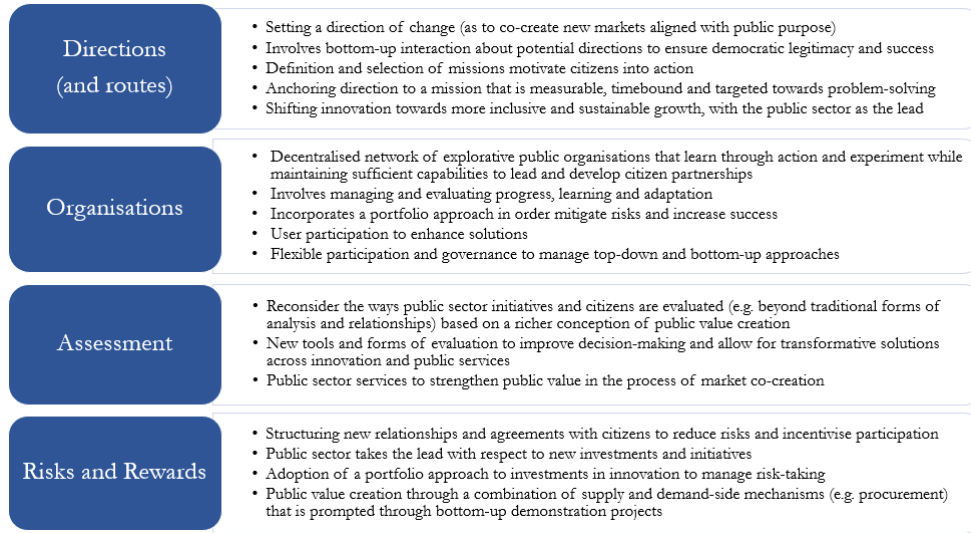 Directions
(and routes)
• Setting a direction of change (as to co-create new markets aligned with public purpose)
• Involves bottom-up interaction about potential directions to ensure democratic legitimacy and success
• Definition and selection of missions motivate citizens into action
• Anchoring direction to a mission that is measurable, timebound and targeted towards problem-solving
• Shifting innovation towards more inclusive and sustainable growth, with the public sector as the lead
Organisations
• Decentralised network of explorative public organisations that learn through action and experiment while
maintaining sufficient capabilities to lead and develop citizen partnerships
• Involves managing and evaluating progress, learning and adaptation
• Incorporates a portfolio approach in order mitigate risks and increase success
• User participation to enhance solutions
• Flexible participation and governance to manage top-down and bottom-up approaches
Assessment
• Reconsider the ways public sector initiatives and citizens are evaluated (e.g. beyond traditional forms of
analysis and relationships) based on a richer conception of public value creation
• New tools and forms of evaluation to improve decision-making and allow for transformative solutions
across innovation and public services
• Public sector services to strengthen public value in the process of market co-creation
Risks and Rewards
• Structuring new relationships and agreements with citizens to reduce risks and incentivise participation
• Public sector takes the lead with respect to new investments and initiatives
• Adoption of a portfolio approach to investments in innovation to manage risk-taking
• Public value creation through a combination of supply and demand-side mechanisms (e.g. procurement)
that is prompted through bottom-up demonstration projects